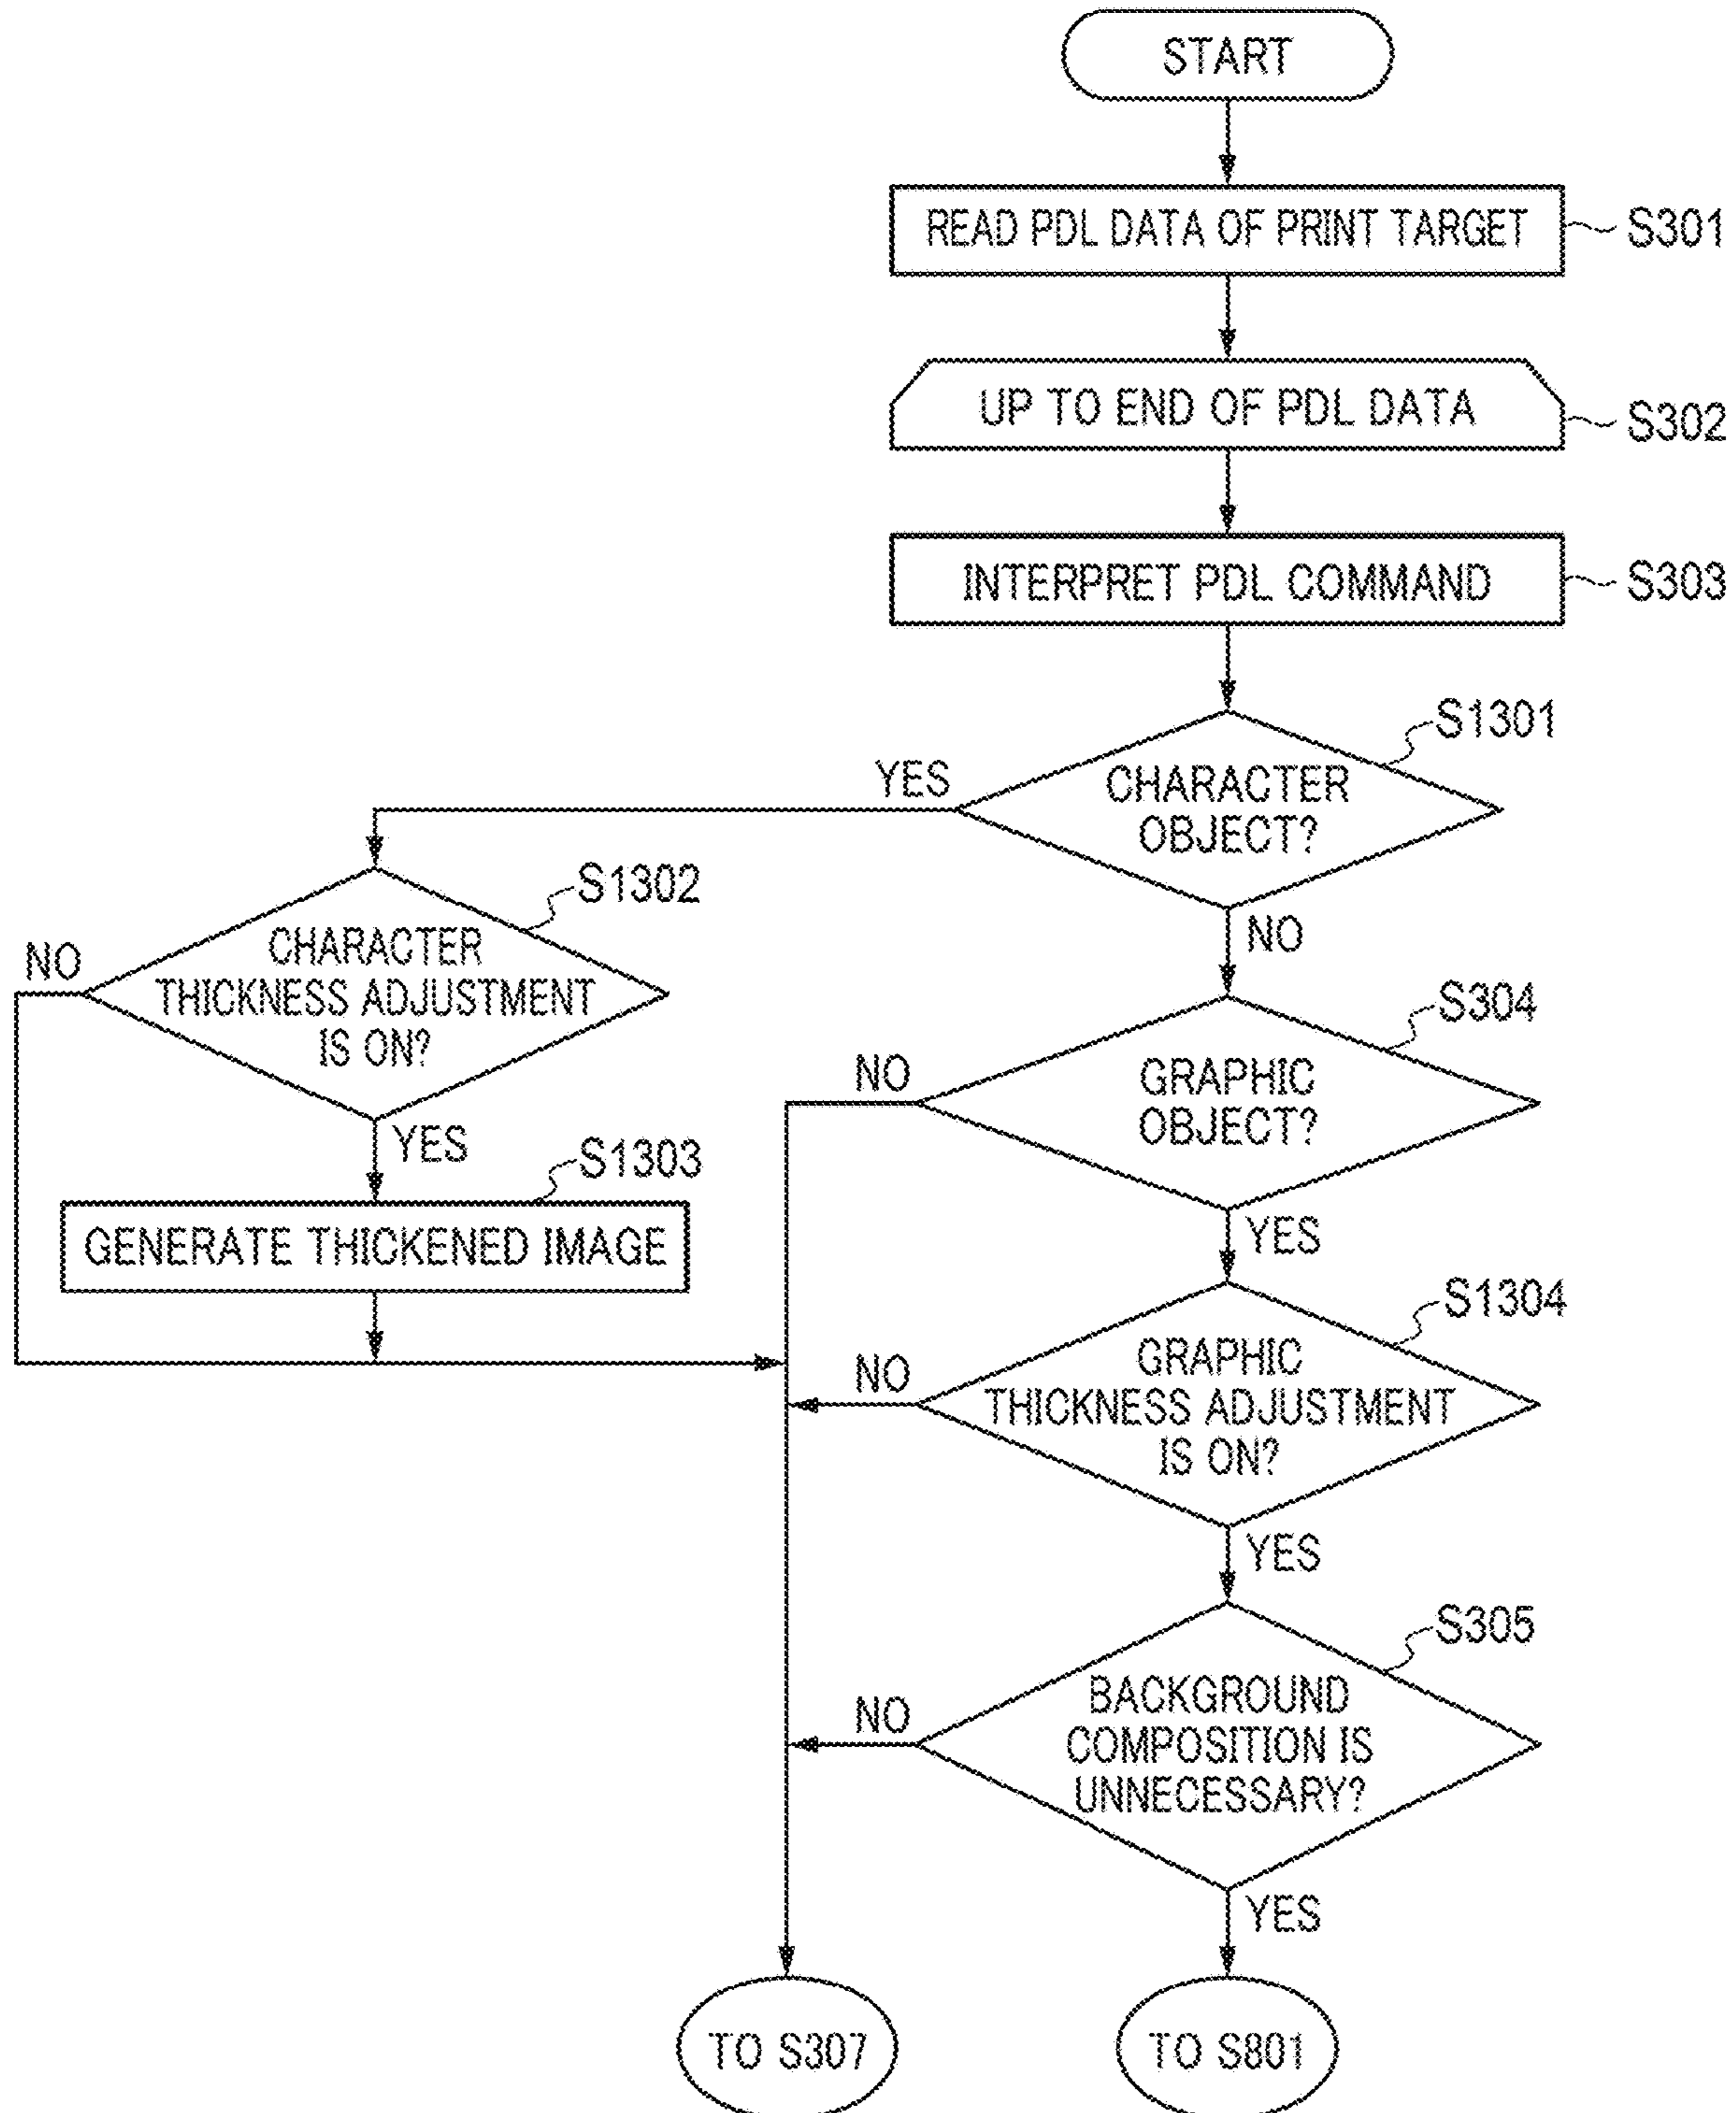 START
READ PDL DATA OF PRINT TARGET
S301
UP TO END OF PDL DATA
S302
INTERPRET PDL COMMAND
S303
S1301
YES
CHARACTER
OBJECT?
NO
S1302
NO
CHARACTER
THICKNESS ADJUSTMENT
IS ON?
YES
S1303
GENERATE THICKENED IMAGE
S304
NO
GRAPHIC
OBJECT?
YES
S1304
NO
GRAPHIC
THICKNESS ADJUSTMENT
IS ON?
YES
S305
NO
BACKGROUND
COMPOSITION IS
UNNECESSARY?
YES
TO S307
TO S801